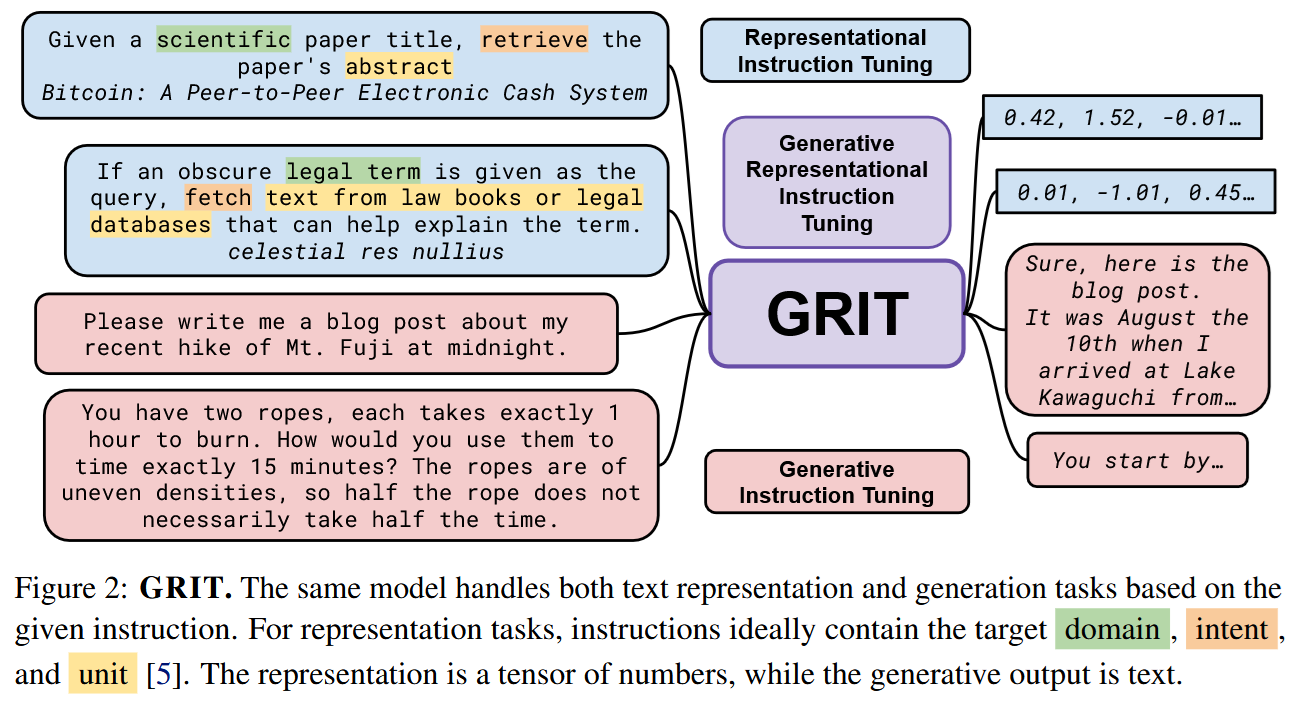 Given a scientific paper title, retrieve the
paper's abstract
Bitcoin: A Peer-to-Peer Electronic Cash System
If an obscure legal term is given as the
query, fetch text from law books or legal
databases that can help explain the term.
celestial res nullius
Please write me a blog post about my
recent hike of Mt. Fuji at midnight.
You have two ropes, each takes exactly 1
hour to burn. How would you use them to
time exactly 15 minutes? The ropes are of
uneven densities, so half the rope does not
necessarily take half the time.
Representational
Instruction Tuning
Generative
Representational
Instruction
Tuning
GRIT
Generative
Instruction Tuning
0.42, 1.52, -0.01…
0.01, -1.01, 0.45…
Sure, here is the
blog post.
It was August the
10th when I
arrived at Lake
Kawaguchi from…
You start by…
Figure 2: GRIT. The same model handles both text representation and generation tasks based on the
given instruction. For representation tasks, instructions ideally contain the target domain, intent,
and unit [5]. The representation is a tensor of numbers, while the generative output is text.